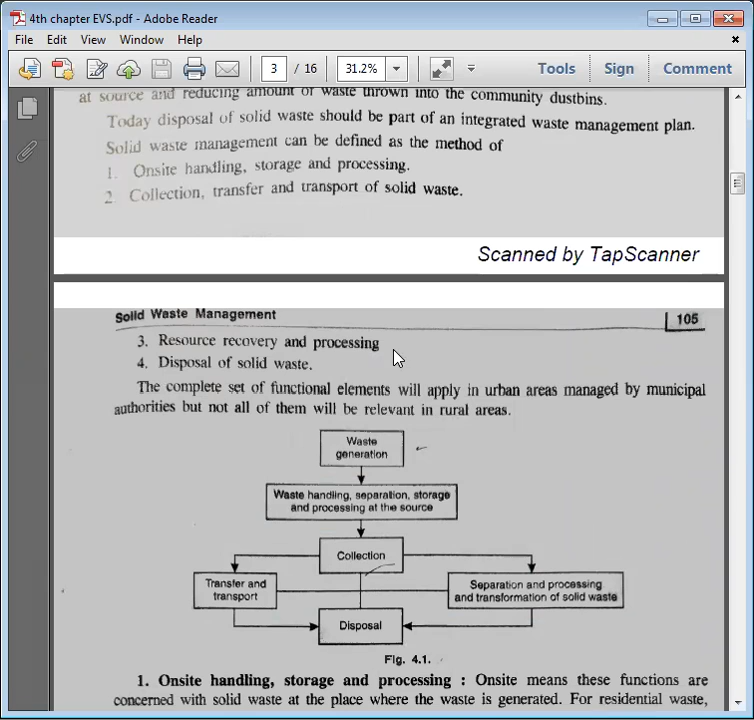 4th chapter EVS.pdf - Adobe Reader
File Edit View Window Help
3 / 16 31.2% Tools Sign Comment
at source and reducing amount of waste thrown into the community dustbins.
Today disposal of solid waste should be part of an integrated waste management plan.
Solid waste management can be defined as the method of
1. Onsite handling, storage and processing.
2. Collection, transfer and transport of solid waste.
Scanned by TapScanner
Solid Waste Management 105
3. Resource recovery and processing
4. Disposal of solid waste.
The complete set of functional elements will apply in urban areas managed by municipal
authorities but not all of them will be relevant in rural areas.
Waste
generation
Waste handling, separation, storage
and processing at the source
Collection
Transfer and
transport
Separation and processing
and transformation of solid waste
Disposal
Fig. 4.1.
1. Onsite handling, storage and processing : Onsite means these functions are
concerned with solid waste at the place where the waste is generated. For residential waste,